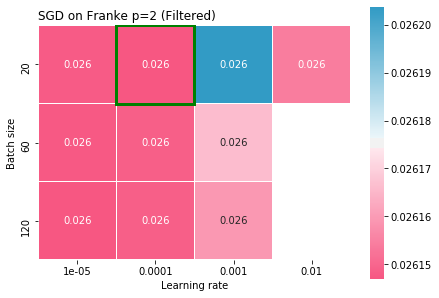 SGD on Franke p=2 (Filtered)
20
0.026 0.026 0.026 0.026
60
0.026 0.026 0.026
120
0.026 0.026 0.026
Batch size
1e-05 0.0001 0.001 0.01
Learning rate
0.02620
0.02619
0.02618
0.02617
0.02616
0.02615